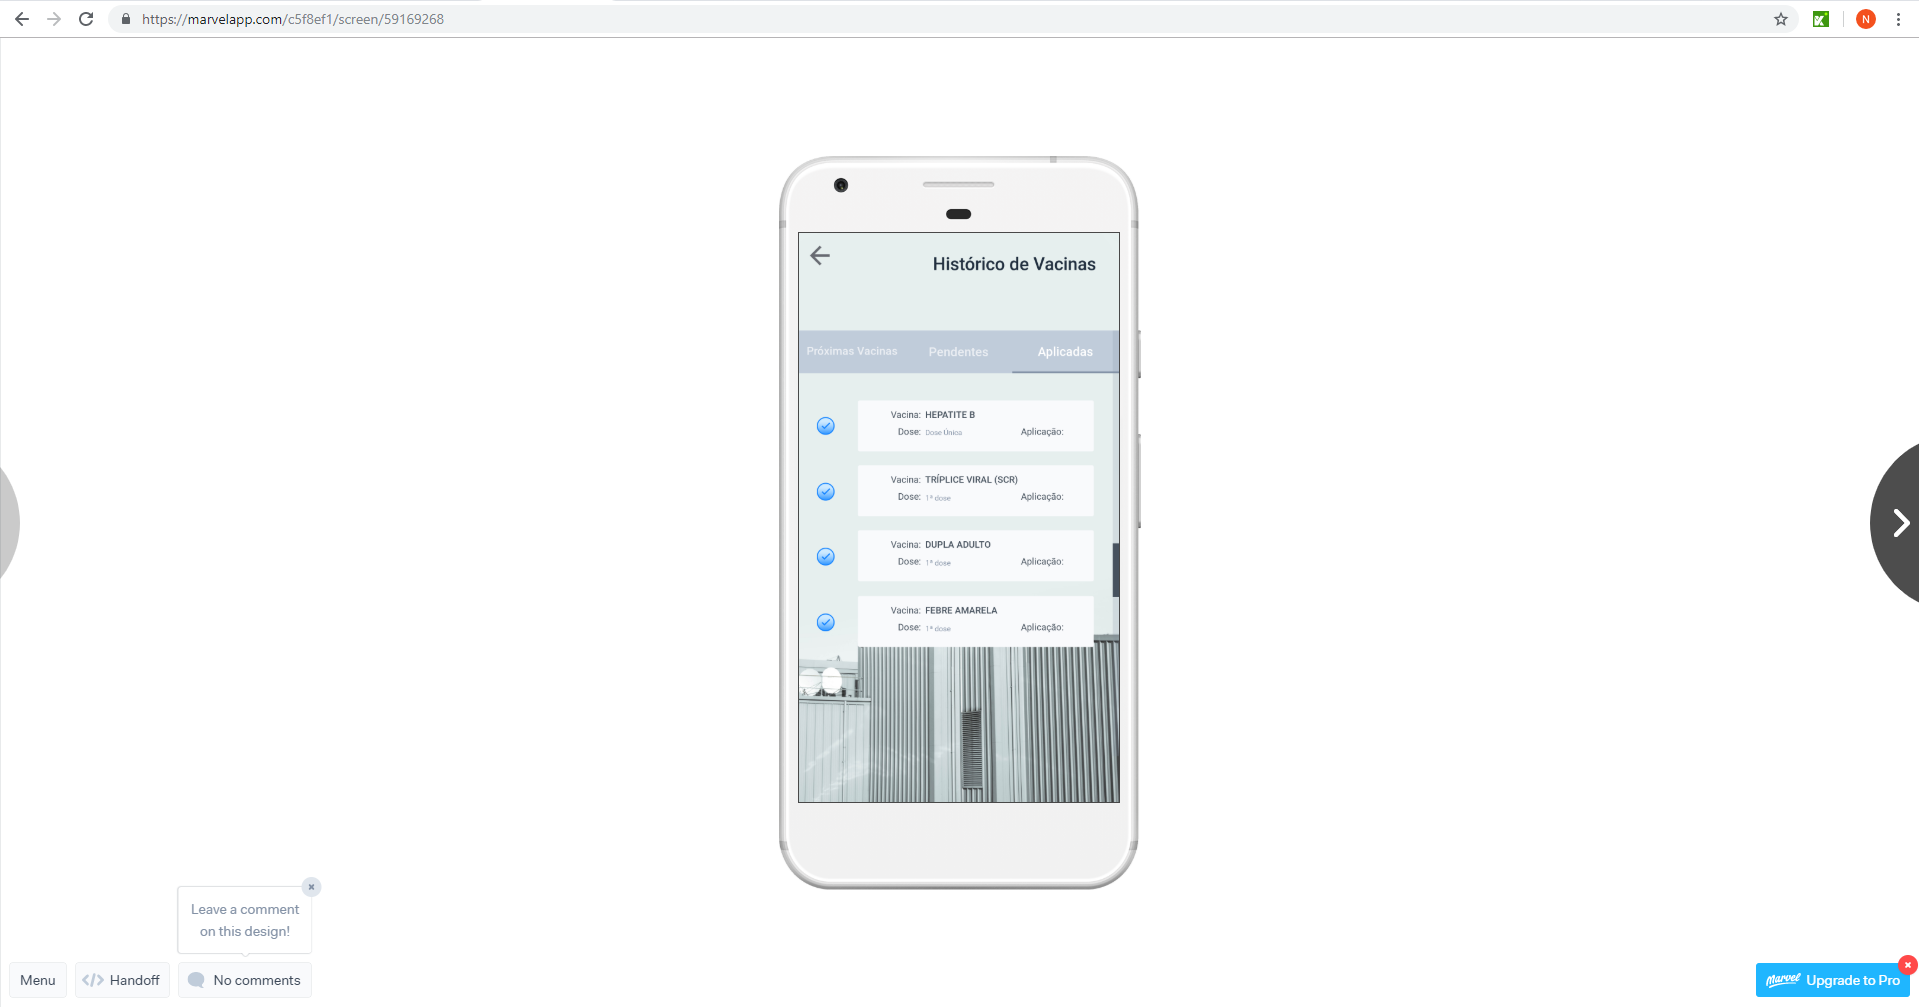 https://marvelapp.com/c5f8ef1/screen/59169268
N
Histórico de Vacinas
Próximas Vacinas Pendentes Aplicadas
Vacina: HEPATITE B
Dose: Dose Única Aplicação:
Vacina: TRÍPLICE VIRAL (SCR)
Dose: 1ª dose Aplicação:
Vacina: DUPLA ADULTO
Dose: 1ª dose Aplicação:
Vacina: FEBRE AMARELA
Dose: 1ª dose Aplicação:
Leave a comment
on this design!
Menu </> Handoff No comments
Marvel Upgrade to Pro